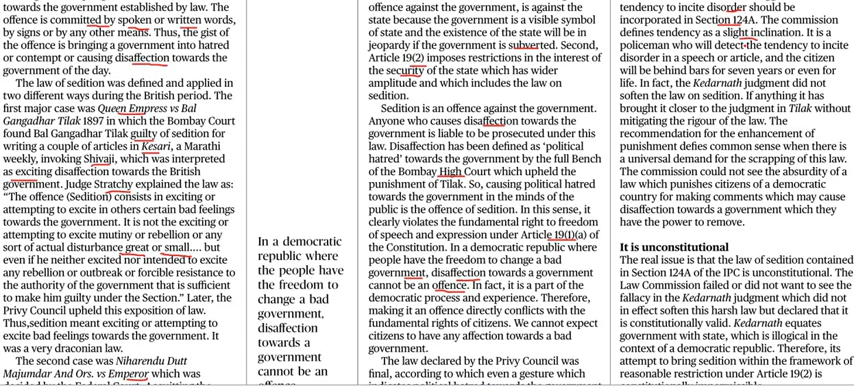 towards the government established by law. The
offence is committed by spoken or written words,
by signs or by any other means. Thus, the gist of
the offence is bringing a government into hatred
or contempt or causing disaffection towards the
government of the day.
The law of sedition was defined and applied in
two different ways during the British period. The
first major case was Queen Empress vs Bal
Gangadhar Tilak 1897 in which the Bombay Court
found Bal Gangadhar Tilak guilty of sedition for
writing a couple of articles in Kesari, a Marathi
weekly, invoking Shivaji, which was interpreted
as exciting disaffection towards the British
government. Judge Stratchy explained the law as:
“The offence (Sedition) consists in exciting or
attempting to excite in others certain bad feelings
towards the government. It is not the exciting or
attempting to excite mutiny or rebellion or any
sort of actual disturbance great or small.... but
even if he neither excited nor intended to excite
any rebellion or outbreak or forcible resistance to
the authority of the government that is sufficient
to make him guilty under the Section.” Later, the
Privy Council upheld this exposition of law.
Thus,sedition meant exciting or attempting to
excite bad feelings towards the government. It
was a very draconian law.
The second case was Niharendu Dutt
Majumdar And Ors. vs Emperor which was
In a democratic
republic where
the people have
the freedom to
change a bad
government,
disaffection
towards a
government
cannot be an
offence against the government, is against the
state because the government is a visible symbol
of state and the existence of the state will be in
jeopardy if the government is subverted. Second,
Article 19(2) imposes restrictions in the interest of
the security of the state which has wider
amplitude and which includes the law on
sedition.
Sedition is an offence against the government.
Anyone who causes disaffection towards the
government is liable to be prosecuted under this
law. Disaffection has been defined as ‘political
hatred’ towards the government by the full Bench
of the Bombay High Court which upheld the
punishment of Tilak. So, causing political hatred
towards the government in the minds of the
public is the offence of sedition. In this sense, it
clearly violates the fundamental right to freedom
of speech and expression under Article 19(1)(a) of
the Constitution. In a democratic republic where
people have the freedom to change a bad
government, disaffection towards a government
cannot be an offence. In fact, it is a part of the
democratic process and experience. Therefore,
making it an offence directly conflicts with the
fundamental rights of citizens. We cannot expect
citizens to have any affection towards a bad
government.
The law declared by the Privy Council was
final, according to which even a gesture which
tendency to incite disorder should be
incorporated in Section 124A. The commission
defines tendency as a slight inclination. It is a
policeman who will detect the tendency to incite
disorder in a speech or article, and the citizen
will be behind bars for seven years or even for
life. In fact, the Kedarnath judgment did not
soften the law on sedition. If anything it has
brought it closer to the judgment in Tilak without
mitigating the rigour of the law. The
recommendation for the enhancement of
punishment defies common sense when there is
a universal demand for the scrapping of this law.
The commission could not see the absurdity of a
law which punishes citizens of a democratic
country for making comments which may cause
disaffection towards a government which they
have the power to remove.
It is unconstitutional
The real issue is that the law of sedition contained
in Section 124A of the IPC is unconstitutional. The
Law Commission failed or did not want to see the
fallacy in the Kedarnath judgment which did not
in effect soften this harsh law but declared that it
is constitutionally valid. Kedarnath equates
government with state, which is illogical in the
context of a democratic republic. Therefore, its
attempt to bring sedition within the framework of
reasonable restriction under Article 19(2) is